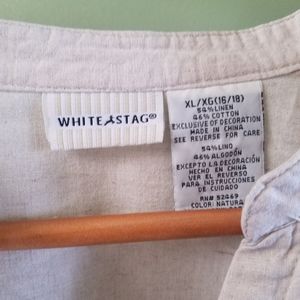 WHITE STAG®
XL/XG(16/18)
54% LINEN
46% COTTON
EXCLUSIVE OF DECORATION
MADE IN CHINA
SEE REVERSE FOR CARE
54% LINO
46% ALGODÓN
EXCEPTO LA DECORACIÓN
HECHO EN CHINA
VER EL REVERSO
PARA INSTRUCCIONES
DE CUIDADO
RN# 52469
COLOR: NATURA